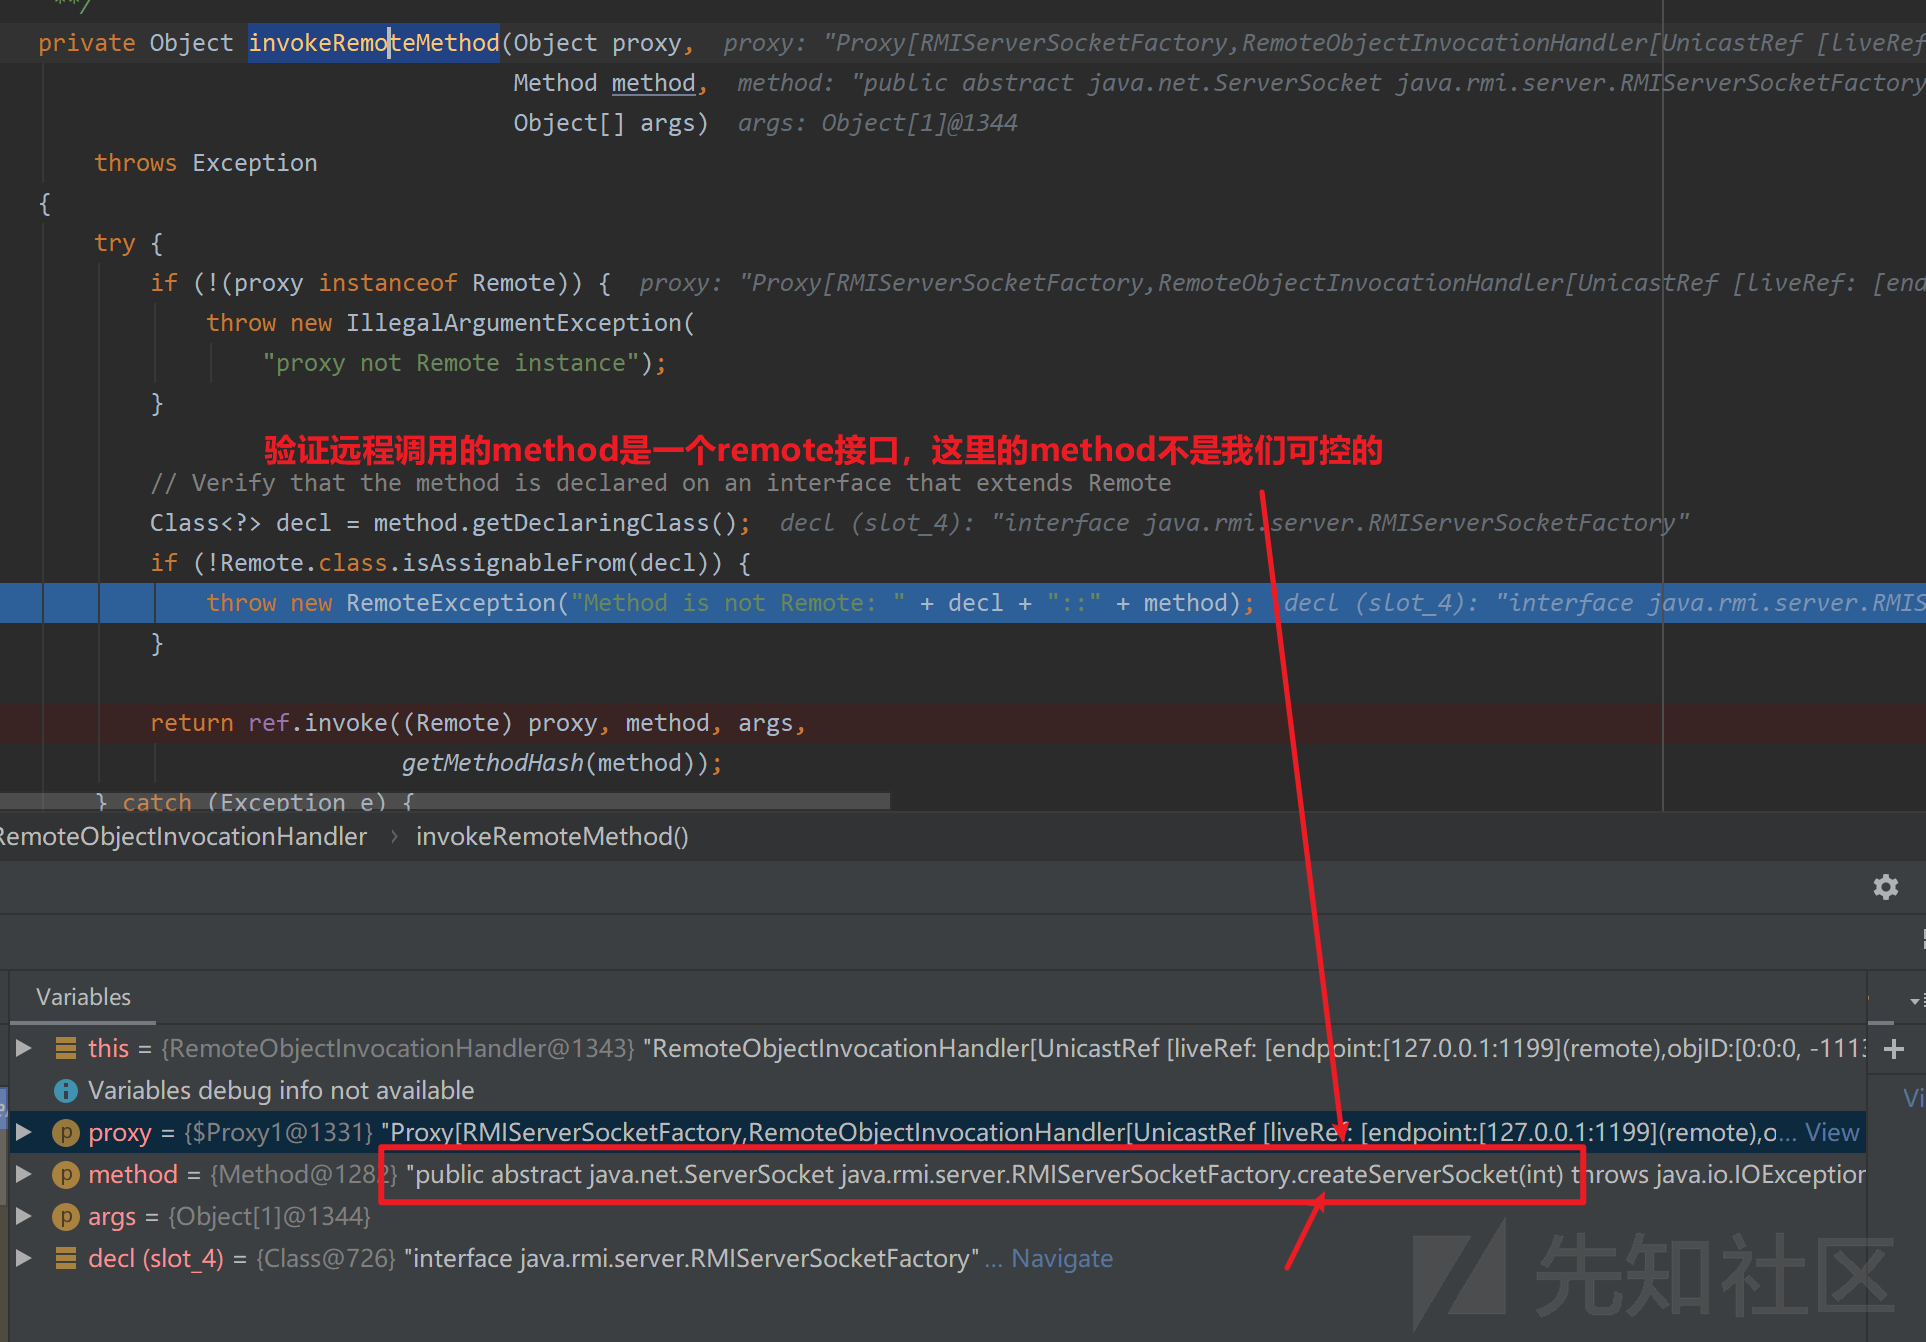 **/
private Object invokeRemoteMethod(Object proxy,  proxy: "Proxy[RMIServerSocketFactory,RemoteObjectInvocationHandler[UnicastRef [liveRef
Method method,  method: "public abstract java.net.ServerSocket java.rmi.server.RMIServerSocketFactory
Object[] args)  args: Object[1]@1344
throws Exception
{
try {
if (!(proxy instanceof Remote)) {  proxy: "Proxy[RMIServerSocketFactory,RemoteObjectInvocationHandler[UnicastRef [liveRef: [end
throw new IllegalArgumentException(
"proxy not Remote instance");
}
验证远程调用的method是一个remote接口，这里的method不是我们可控的
// Verify that the method is declared on an interface that extends Remote
Class<?> decl = method.getDeclaringClass();  decl (slot_4): "interface java.rmi.server.RMIServerSocketFactory"
if (!Remote.class.isAssignableFrom(decl)) {
throw new RemoteException("Method is not Remote: " + decl + "::" + method);  decl (slot_4): "interface java.rmi.server.RMIS
}
return ref.invoke((Remote) proxy, method, args,
getMethodHash(method));
} catch (Exception e) {
RemoteObjectInvocationHandler › invokeRemoteMethod()
Variables
this = {RemoteObjectInvocationHandler@1343} "RemoteObjectInvocationHandler[UnicastRef [liveRef: [endpoint:[127.0.0.1:1199](remote),objID:[0:0:0, -1113
Variables debug info not available
Vi
proxy = {$Proxy1@1331} "Proxy[RMIServerSocketFactory,RemoteObjectInvocationHandler[UnicastRef [liveRef: [endpoint:[127.0.0.1:1199](remote),o... View
method = {Method@1282} "public abstract java.net.ServerSocket java.rmi.server.RMIServerSocketFactory.createServerSocket(int) throws java.io.IOException
args = {Object[1]@1344}
decl (slot_4) = {Class@726} "interface java.rmi.server.RMIServerSocketFactory" ... Navigate
先知社区